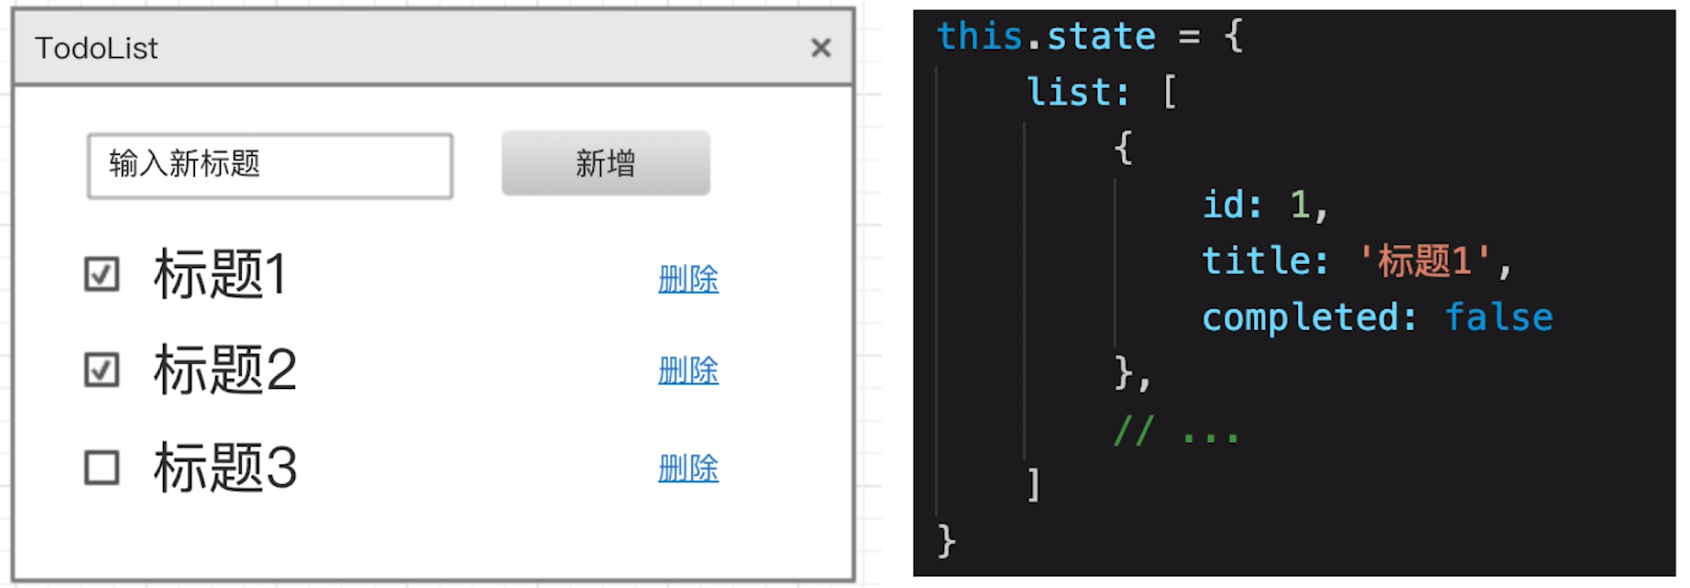 TodoList ×
输入新标题 新增
标题1 删除
标题2 删除
标题3 删除
this.state = {
list: [
{
id: 1,
title: '标题1',
completed: false
},
// ...
]
}